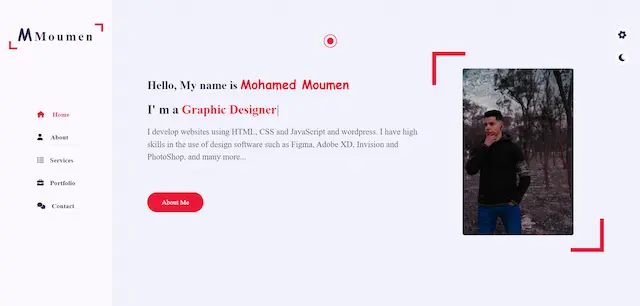 Moumen
Home
About
Services
Portfolio
Contact
Hello, My name is Mohamed Moumen
I' m a Graphic Designer|
I develop websites using HTML, CSS and JavaScript and wordpress. I have high
skills in the use of design software such as Figma, Adobe XD, Invision and
PhotoShop, and many more...
About Me